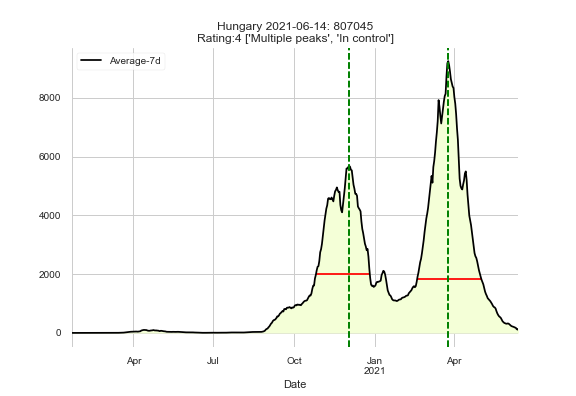 Hungary 2021-06-14: 807045
Rating:4 ['Multiple peaks', 'In control']
Average-7d
8000
6000
4000
2000
0
Apr Jul Oct Jan Apr
2021
Date